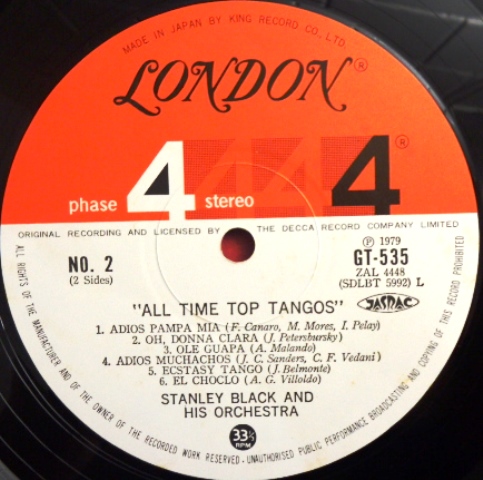 MADE IN JAPAN BY KING RECORD CO., LTD.
LONDON®
phase 4 stereo 444®
ORIGINAL RECORDING AND LICENSED BY THE DECCA RECORD COMPANY LIMITED
NO. 2
(2 Sides)
℗ 1979
GT-535
ZAL 4448
(SDLBT 5992) L
JASRAC
"ALL TIME TOP TANGOS"
1. ADIOS PAMPA MIA (F. Canaro, M. Mores, I. Pelay)
2. OH, DONNA CLARA (J. Petersbursky)
3. OLE GUAPA (A. Malando)
4. ADIOS MUCHACHOS (J. C. Sanders, C. F. Vedani)
5. ECSTASY TANGO (J. Belmonte)
6. EL CHOCLO (A. G. Villoldo)
STANLEY BLACK AND
HIS ORCHESTRA
33⅓
RPM
ALL RIGHTS OF THE MANUFACTURER AND OF THE OWNER OF THE RECORDED WORK RESERVED - UNAUTHORISED PUBLIC PERFORMANCE BROADCASTING AND COPYING OF THIS RECORD PROHIBITED